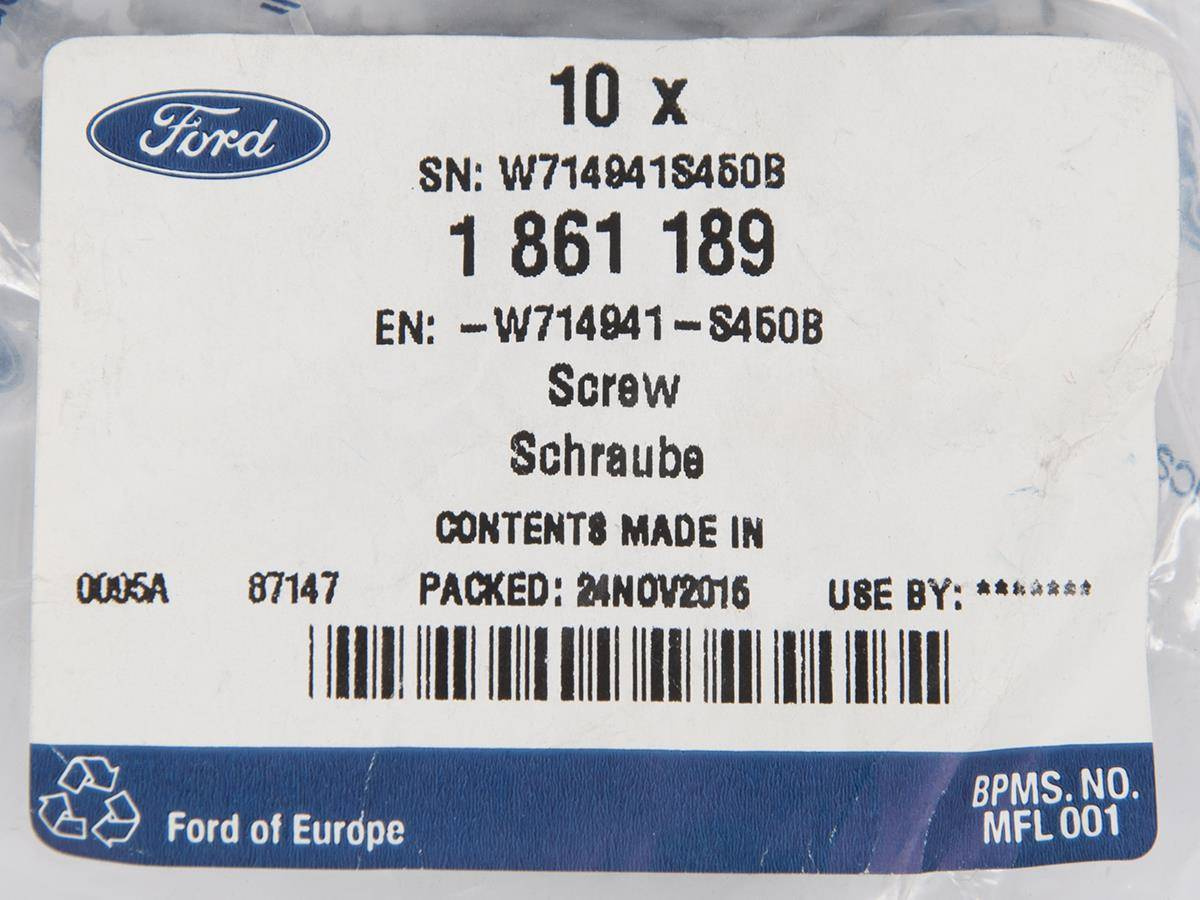 Ford
10 x
SN: W714941S450B
1 861 189
EN: -W714941-S450B
Screw
Schraube
CONTENTS MADE IN
0095A 87147 PACKED: 24NOV2015 USE BY: *******
Ford of Europe
BPMS. NO.
MFL 001